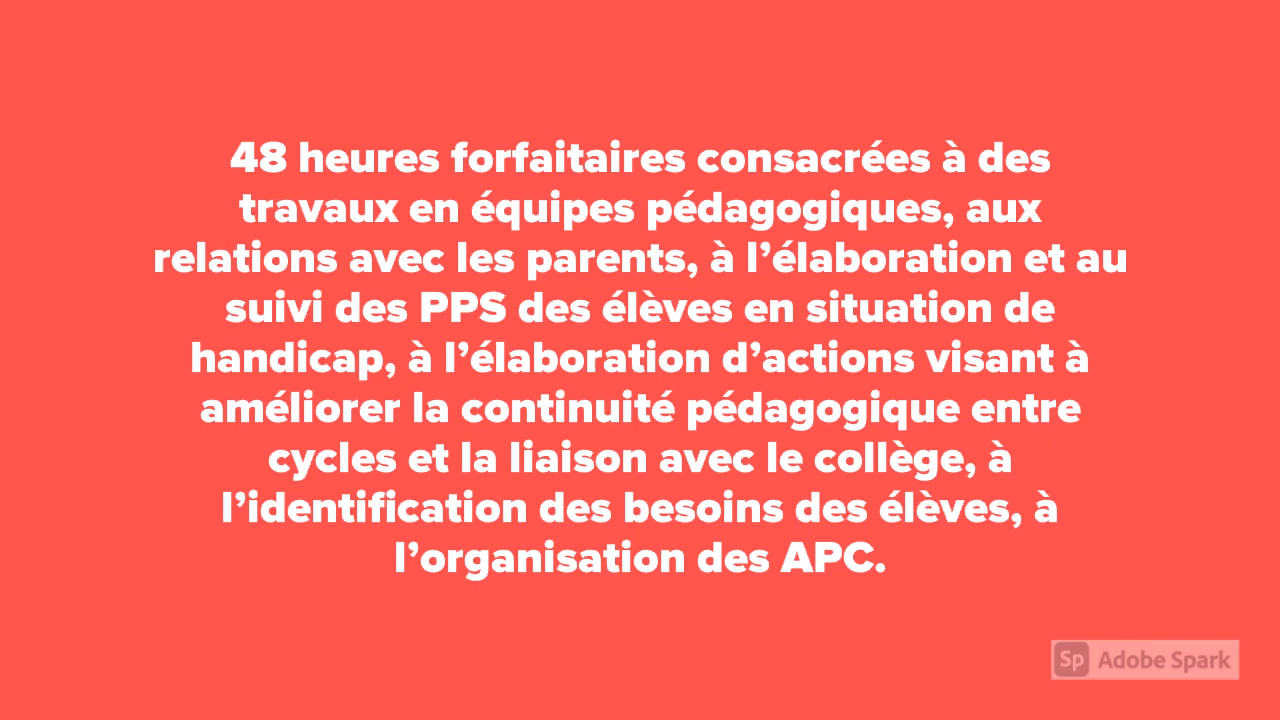 48 heures forfaitaires consacrées à des
travaux en équipes pédagogiques, aux
relations avec les parents, à l’élaboration et au
suivi des PPS des élèves en situation de
handicap, à l’élaboration d’actions visant à
améliorer la continuité pédagogique entre
cycles et la liaison avec le collège, à
l’identification des besoins des élèves, à
l’organisation des APC.
Sp Adobe Spark